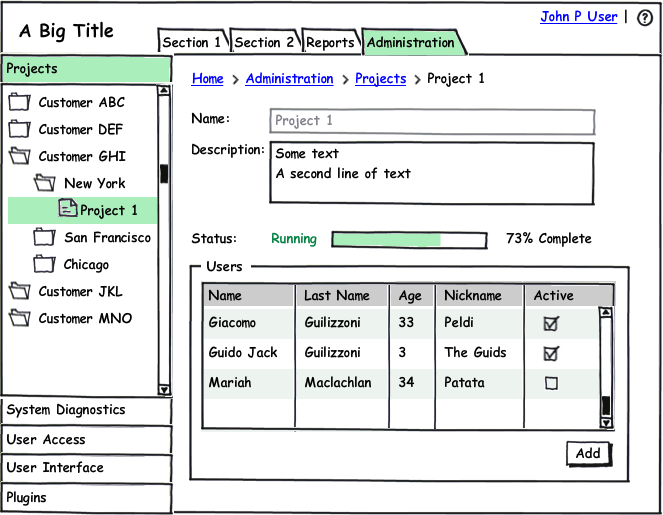 A Big Title
John P User | ?
Section 1 Section 2 Reports Administration
Projects
Customer ABC
Customer DEF
Customer GHI
New York
Project 1
San Francisco
Chicago
Customer JKL
Customer MNO
System Diagnostics
User Access
User Interface
Plugins
Home > Administration > Projects > Project 1
Name: Project 1
Description: Some text
A second line of text
Status: Running 73% Complete
Users
Name Last Name Age Nickname Active
Giacomo Guilizzoni 33 Peldi
Guido Jack Guilizzoni 3 The Guids
Mariah Maclachlan 34 Patata
Add